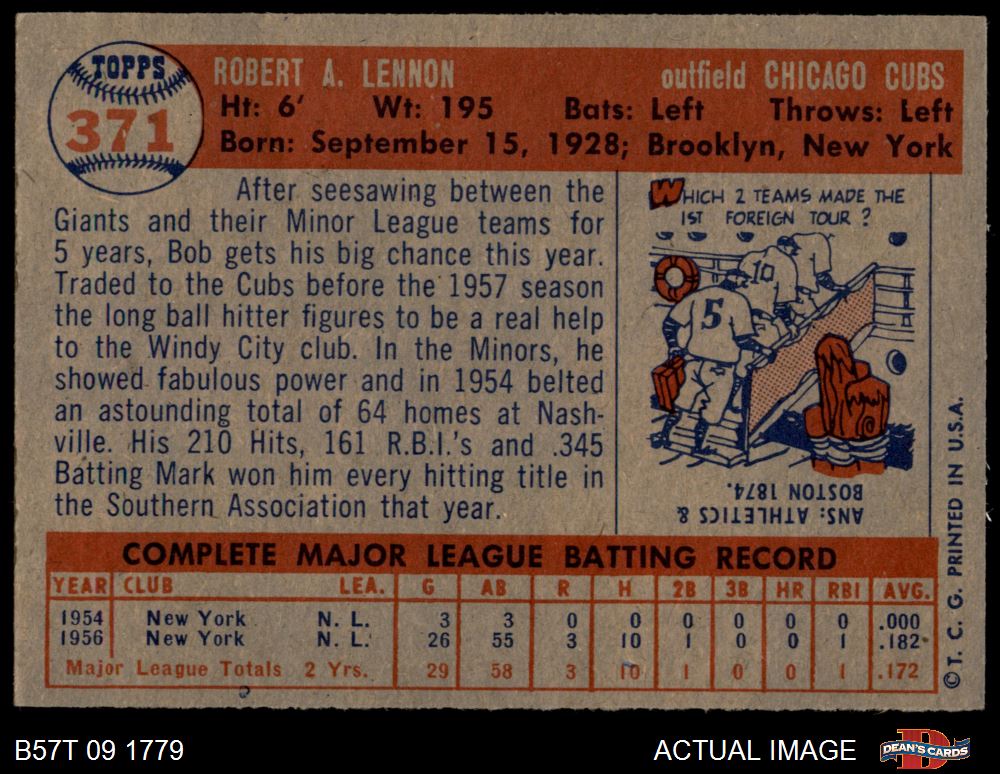 TOPPS
371
ROBERT A. LENNON outfield CHICAGO CUBS
Ht: 6' Wt: 195 Bats: Left Throws: Left
Born: September 15, 1928; Brooklyn, New York
After seesawing between the
Giants and their Minor League teams for
5 years, Bob gets his big chance this year.
Traded to the Cubs before the 1957 season
the long ball hitter figures to be a real help
to the Windy City club. In the Minors, he
showed fabulous power and in 1954 belted
an astounding total of 64 homes at Nash-
ville. His 210 Hits, 161 R.B.I.'s and .345
Batting Mark won him every hitting title in
the Southern Association that year.
WHICH 2 TEAMS MADE THE
1ST FOREIGN TOUR ?
10
5
ANS: ATHLETICS &
BOSTON 1874.
COMPLETE MAJOR LEAGUE BATTING RECORD
YEAR CLUB LEA. G AB R H 2B 3B HR RBI AVG.
1954 New York N. L. 3 3 0 0 0 0 0 0 .000
1956 New York N. L. 26 55 3 10 1 0 0 1 .182
Major League Totals 2 Yrs. 29 58 3 10 1 0 0 1 .172
©T. C. G. PRINTED IN U.S.A.
B57T 09 1779 ACTUAL IMAGE DEAN'S CARDS